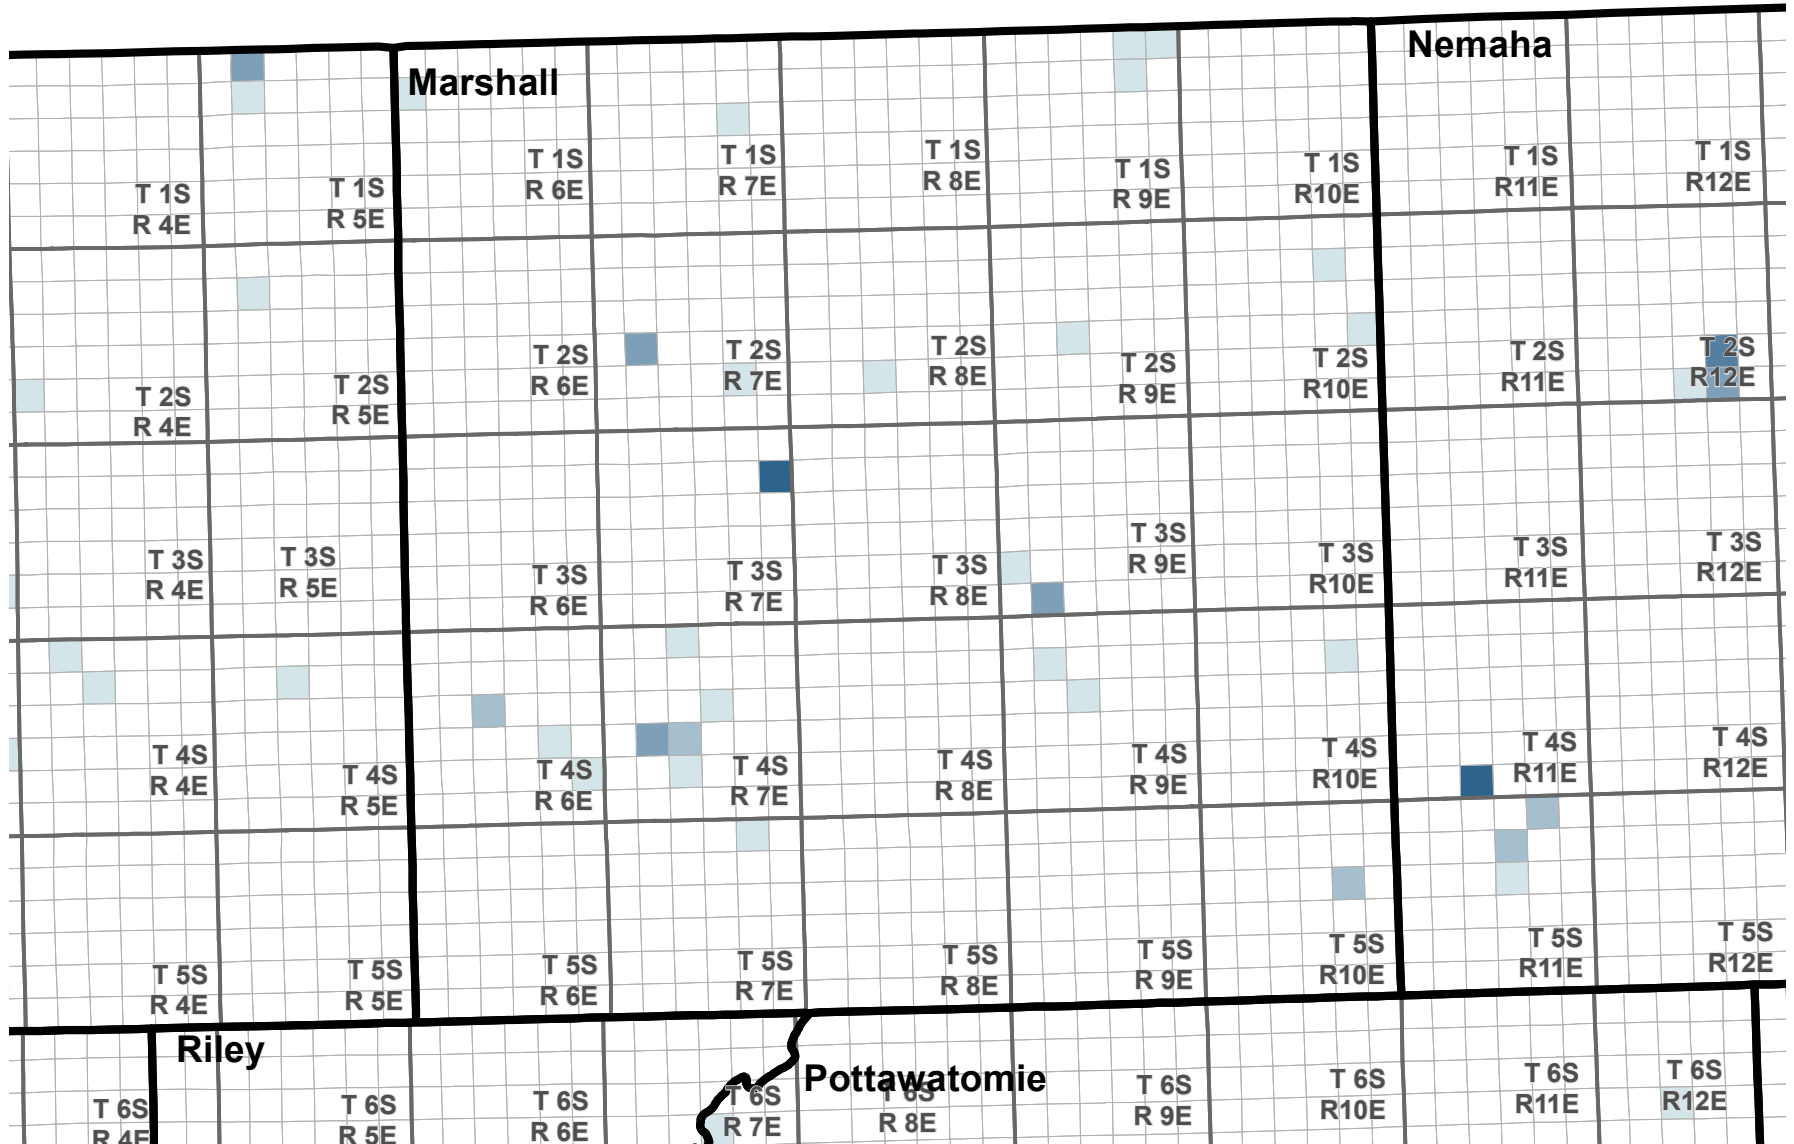 Marshall
Nemaha
T 1S
R 4E
T 1S
R 5E
T 1S
R 6E
T 1S
R 7E
T 1S
R 8E
T 1S
R 9E
T 1S
R10E
T 1S
R11E
T 1S
R12E
T 2S
R 4E
T 2S
R 5E
T 2S
R 6E
T 2S
R 7E
T 2S
R 8E
T 2S
R 9E
T 2S
R10E
T 2S
R11E
T 2S
R12E
T 3S
R 4E
T 3S
R 5E
T 3S
R 6E
T 3S
R 7E
T 3S
R 8E
T 3S
R 9E
T 3S
R10E
T 3S
R11E
T 3S
R12E
T 4S
R 4E
T 4S
R 5E
T 4S
R 6E
T 4S
R 7E
T 4S
R 8E
T 4S
R 9E
T 4S
R10E
T 4S
R11E
T 4S
R12E
T 5S
R 4E
T 5S
R 5E
T 5S
R 6E
T 5S
R 7E
T 5S
R 8E
T 5S
R 9E
T 5S
R10E
T 5S
R11E
T 5S
R12E
Riley
Pottawatomie
T 6S
R 4E
T 6S
R 5E
T 6S
R 6E
T 6S
R 7E
T 6S
R 8E
T 6S
R 9E
T 6S
R10E
T 6S
R11E
T 6S
R12E